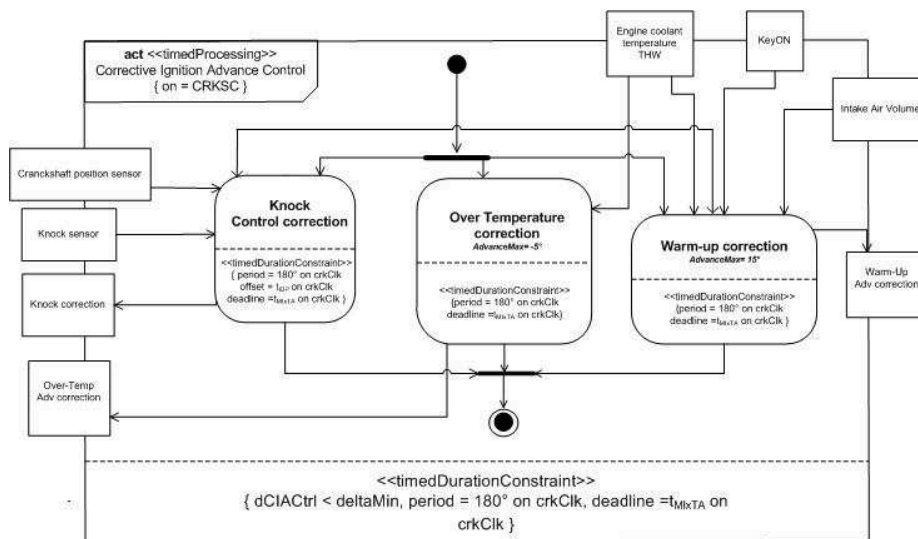 act <<timedProcessing>>
Corrective Ignition Advance Control
{ on = CRKSC }
Engine coolant
temperature
THW
KeyON
Intake Air Volume
Cranckshaft position sensor
Knock sensor
Knock correction
Over-Temp
Adv correction
Knock
Control correction
<<timedDurationConstraint>>
{ period = 180° on crkClk
offset = on crkClk
deadline =tMIxTA on crkClk }
Over Temperature
correction
AdvanceMax= -5°
<<timedDurationConstraint>>
{period = 180° on crkClk
deadline =tMIxTA on crkClk}
Warm-up correction
AdvanceMax= 15°
<<timedDurationConstraint>>
{period = 180° on crkClk
deadline =tMIxTA on crkClk }
Warm-Up
Adv correction
<<timedDurationConstraint>>
{ dCIACtrl < deltaMin, period = 180° on crkClk, deadline =tMIxTA on
crkClk }